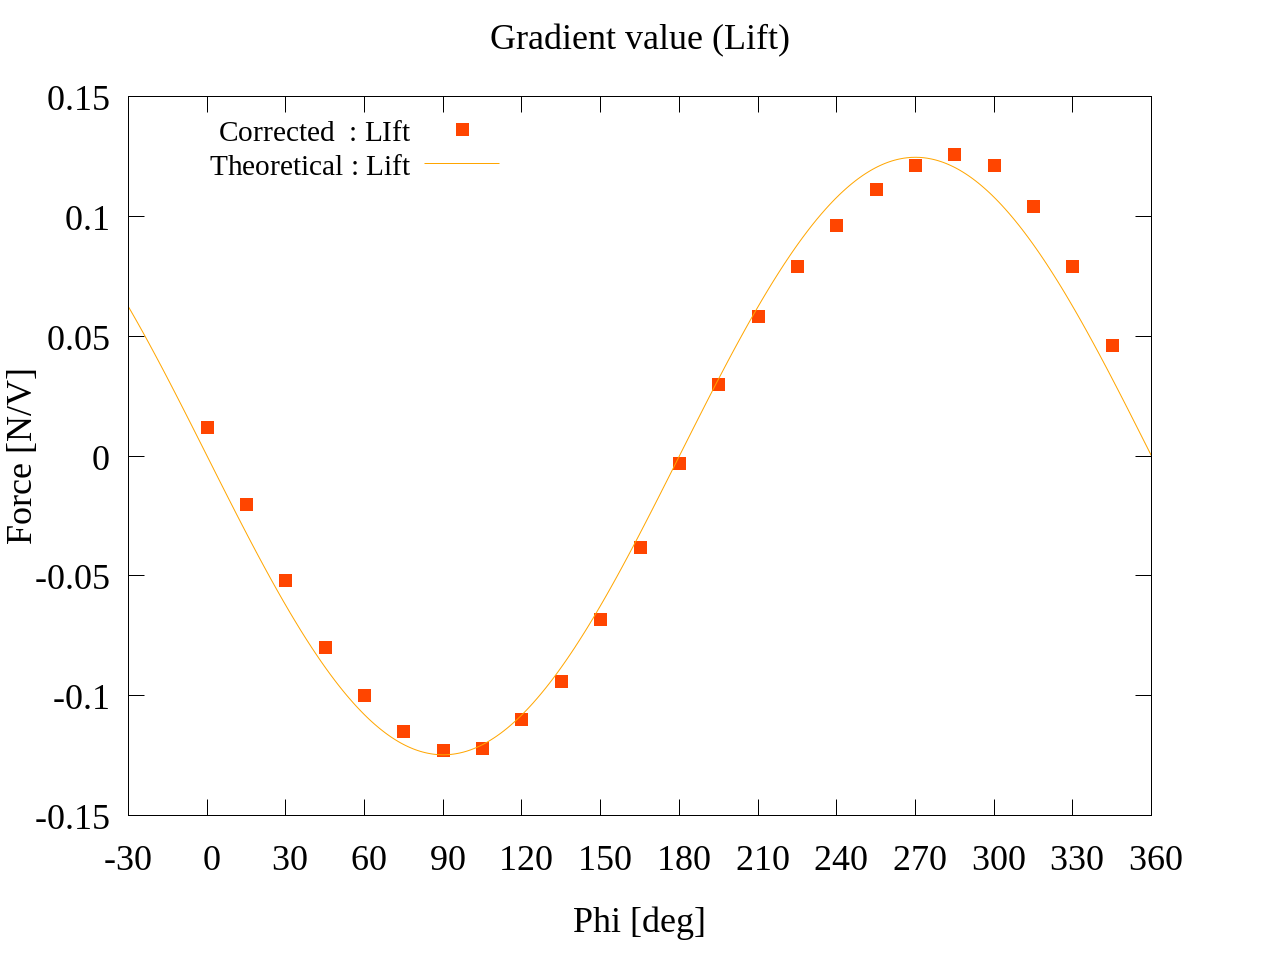 Gradient value (Lift)
0.15
0.1
0.05
0
-0.05
-0.1
-0.15
Force [N/V]
Corrected : LIft
Theoretical : Lift
-30 0 30 60 90 120 150 180 210 240 270 300 330 360
Phi [deg]